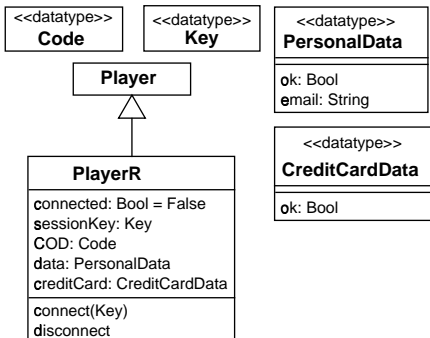 <<datatype>>
Code
<<datatype>>
Key
<<datatype>>
PersonalData
ok: Bool
email: String
Player
<<datatype>>
CreditCardData
ok: Bool
PlayerR
connected: Bool = False
sessionKey: Key
COD: Code
data: PersonalData
creditCard: CreditCardData
connect(Key)
disconnect